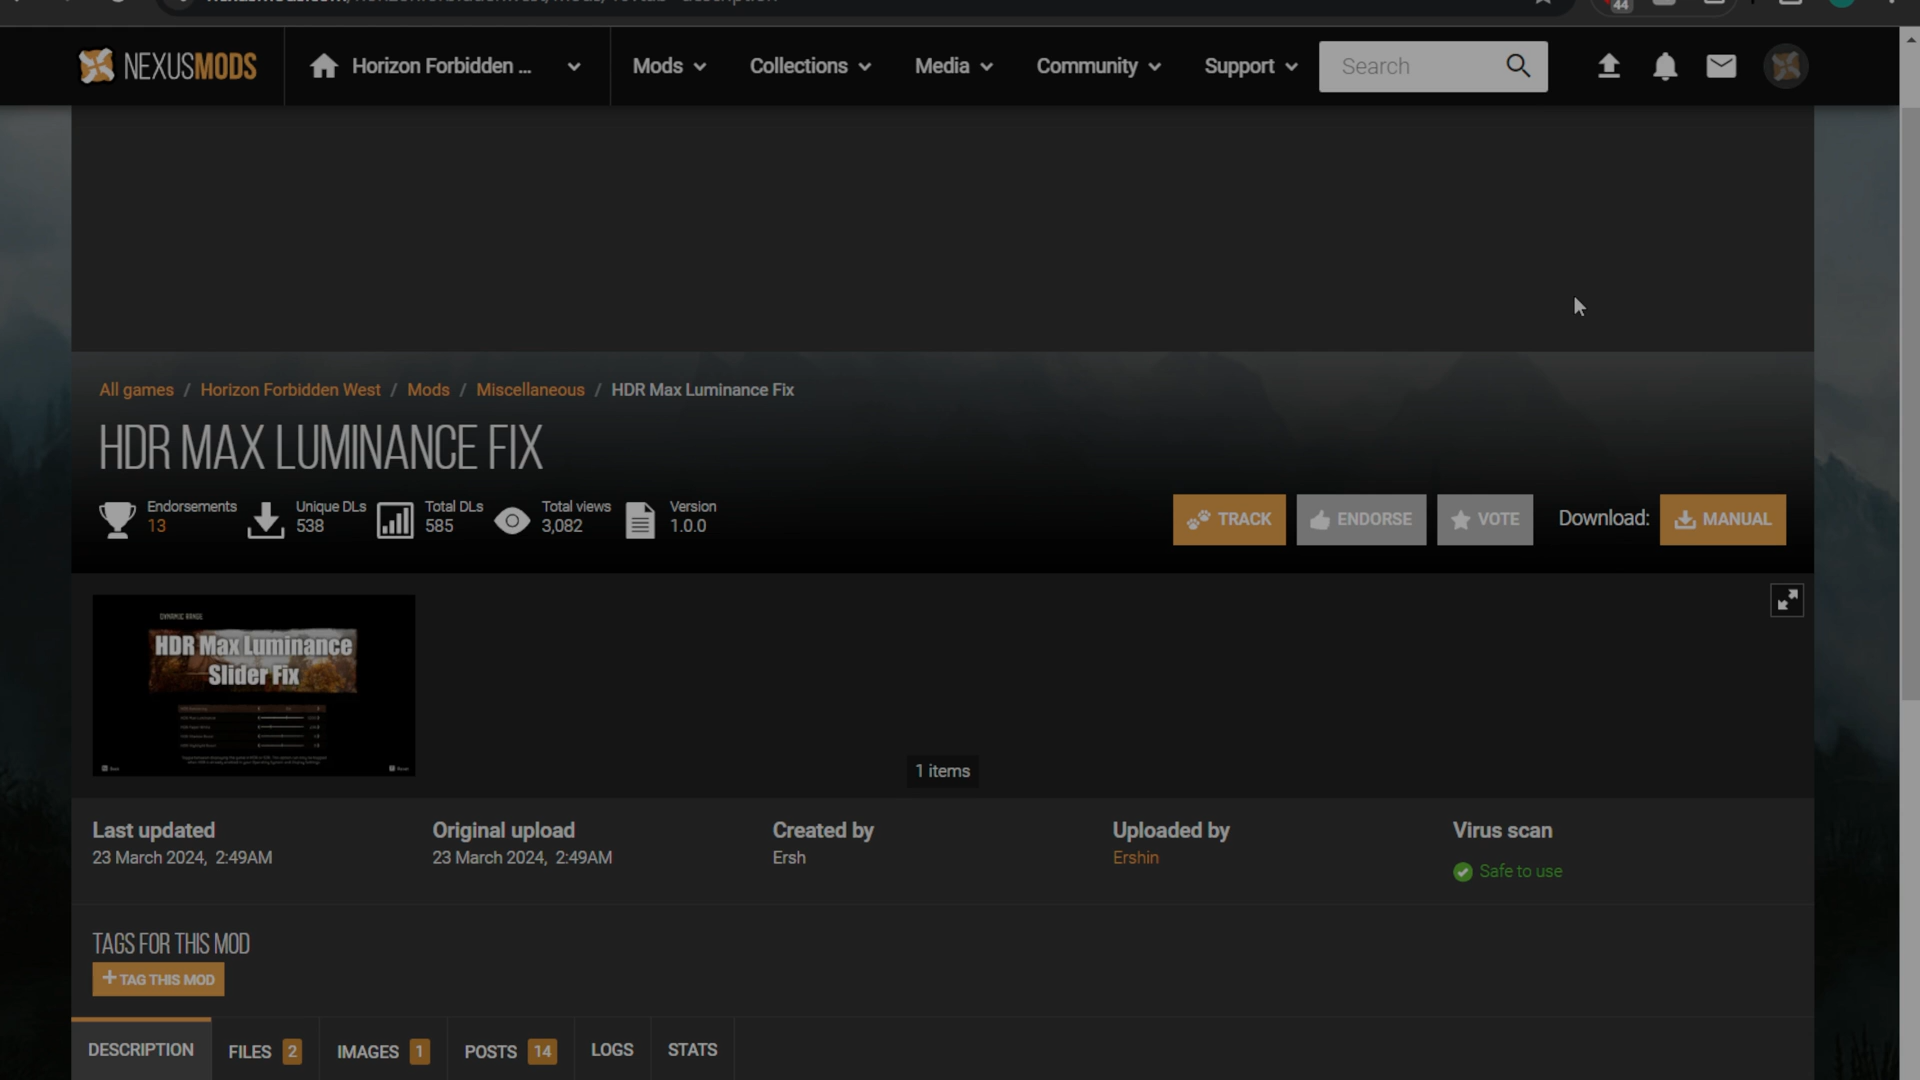 44
NEXUSMODS
Horizon Forbidden ...
Mods
Collections
Media
Community
Support
Search
All games / Horizon Forbidden West / Mods / Miscellaneous / HDR Max Luminance Fix
HDR MAX LUMINANCE FIX
Endorsements
13
Unique DLs
538
Total DLs
585
Total views
3,082
Version
1.0.0
TRACK
ENDORSE
VOTE
Download:
MANUAL
DYNAMIC RANGE
HDR Max Luminance
Slider Fix
1 items
Last updated
23 March 2024, 2:49AM
Original upload
23 March 2024, 2:49AM
Created by
Ersh
Uploaded by
Ershin
Virus scan
Safe to use
TAGS FOR THIS MOD
+ TAG THIS MOD
DESCRIPTION
FILES 2
IMAGES 1
POSTS 14
LOGS
STATS